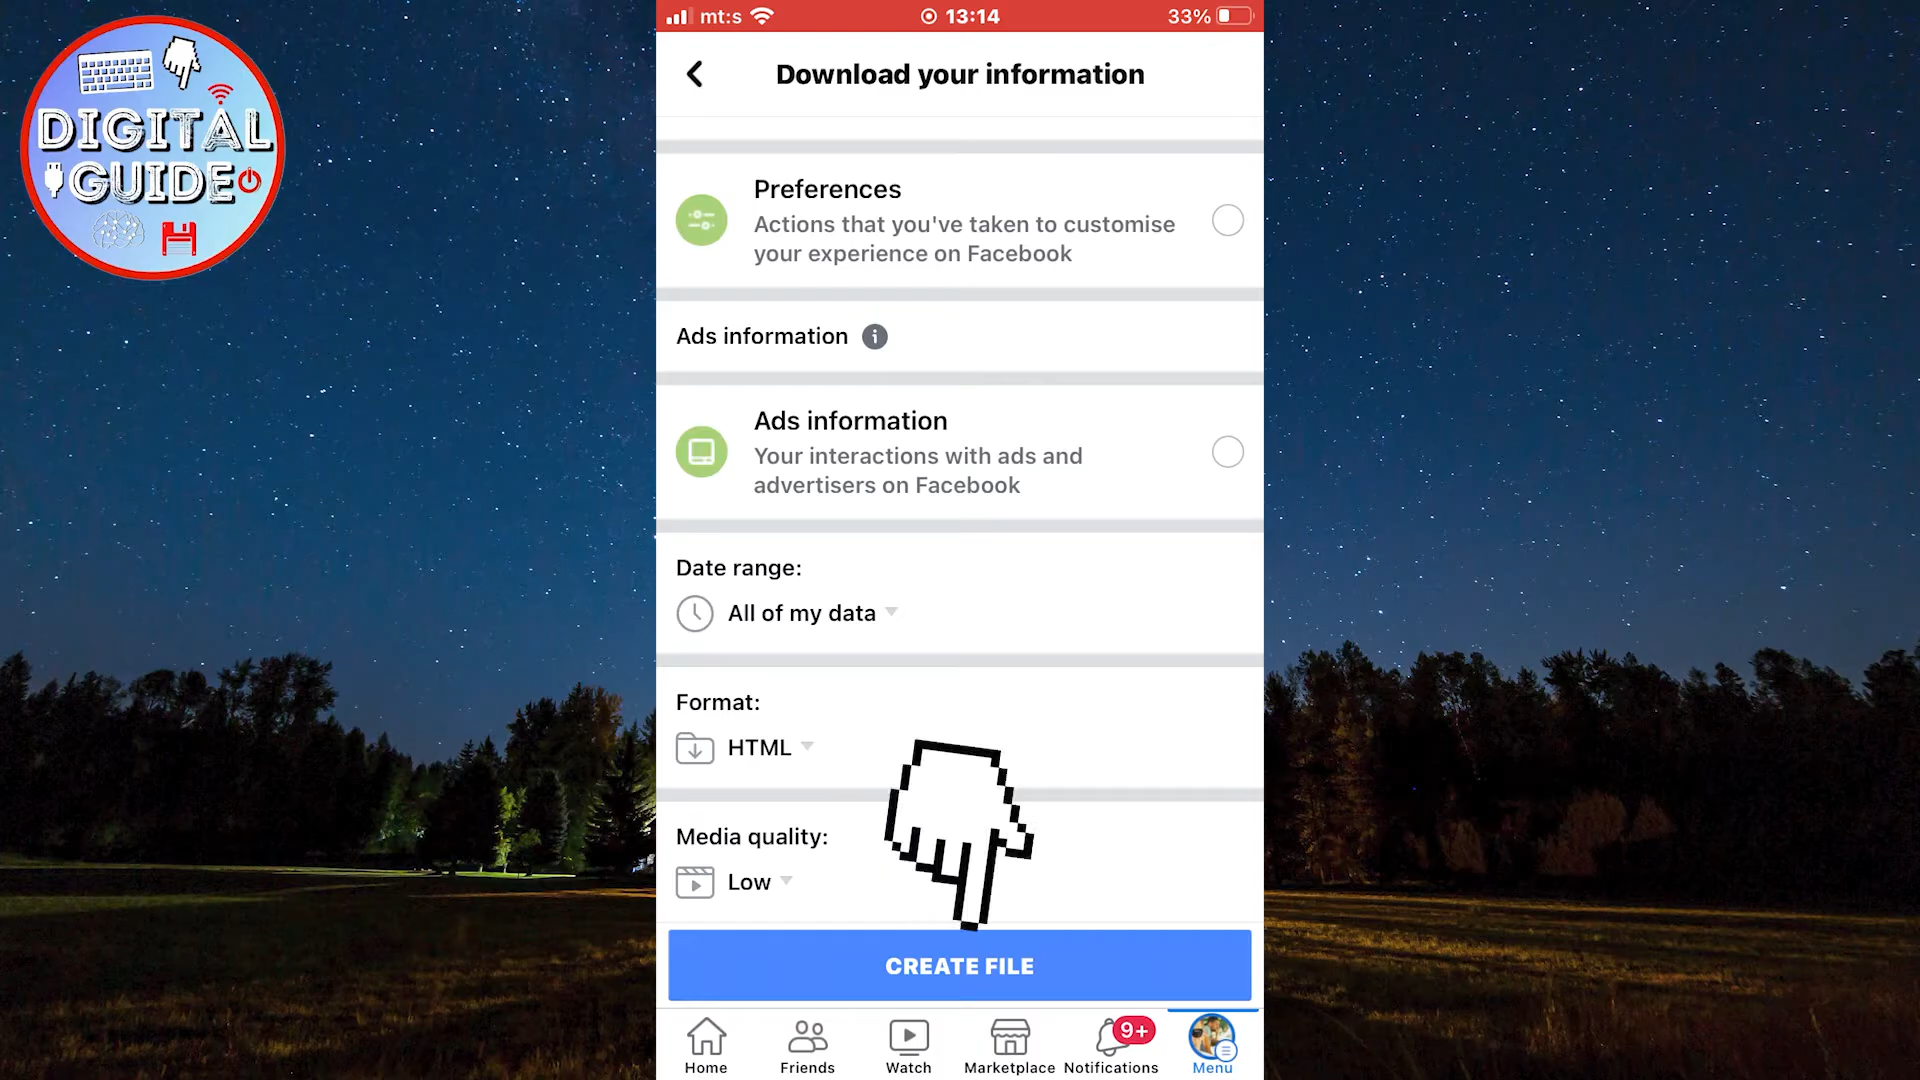 DIGITAL
GUIDE
mt:s 13:14 33%
Download your information
Preferences
Actions that you've taken to customise
your experience on Facebook
Ads information
Ads information
Your interactions with ads and
advertisers on Facebook
Date range:
All of my data
Format:
HTML
Media quality:
Low
CREATE FILE
9+
Home Friends Watch Marketplace Notifications Menu